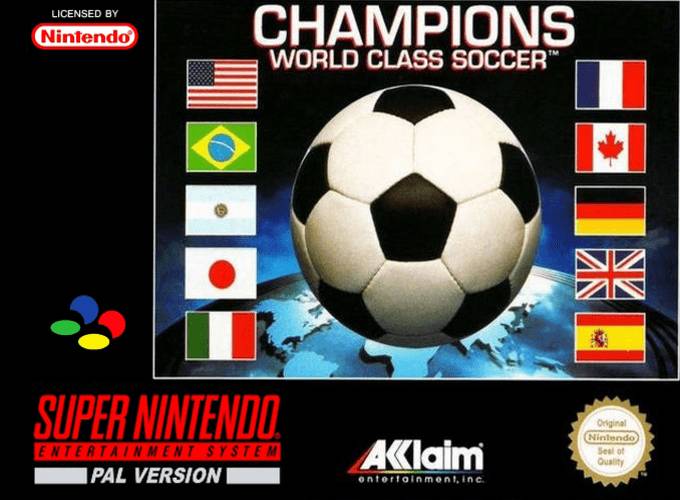 LICENSED BY
Nintendo®
CHAMPIONS
WORLD CLASS SOCCER™
SUPER NINTENDO®
ENTERTAINMENT SYSTEM
PAL VERSION
AKlaim®
entertainment, inc.
Original
Nintendo
Seal of
Quality